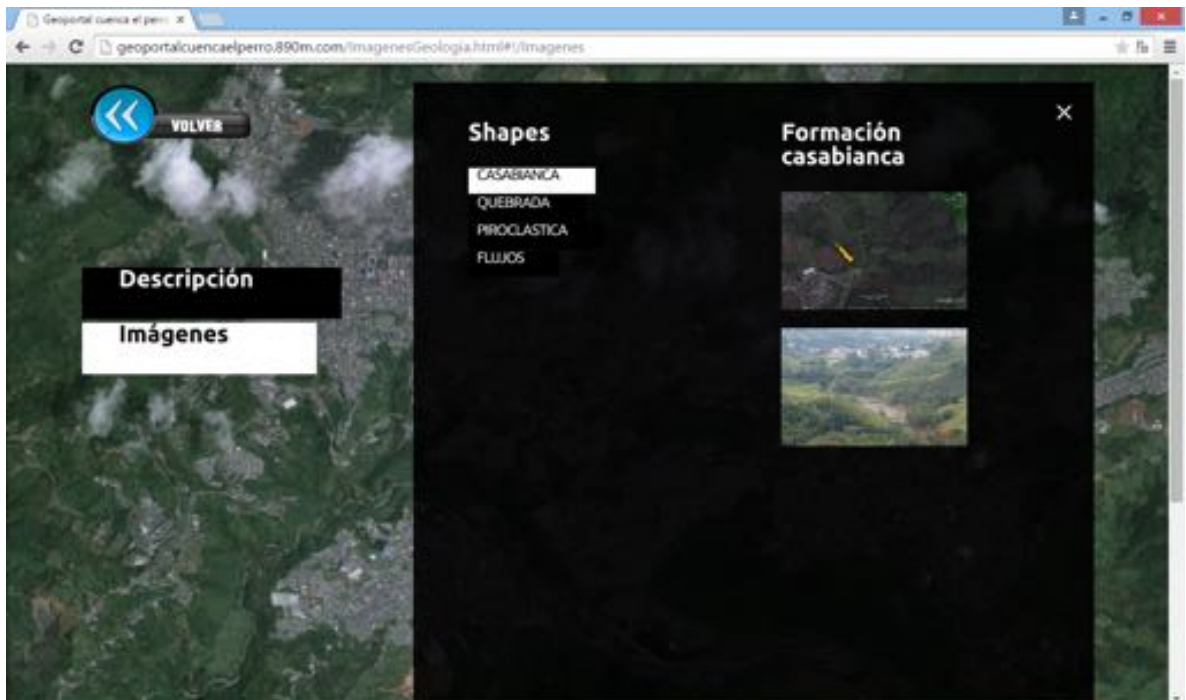 Geoportal cuenca el perr
geoportalcuencaelperro.890m.com/ImagenesGeologia.html#!/Imagenes
VOLVER
Descripción
Imágenes
Shapes
CASABIANCA
QUEBRADA
PIROCLASTICA
FLUJOS
Formación
casabianca